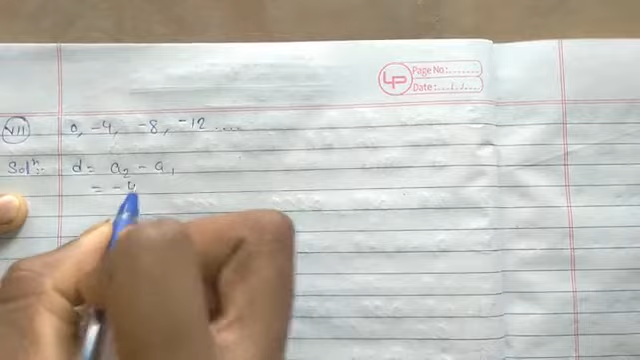 LP Page No:.......
Date:.../.../....
VII 0, -4, -8, -12 ....
Solⁿ:- d = a₂ - a₁
= -4